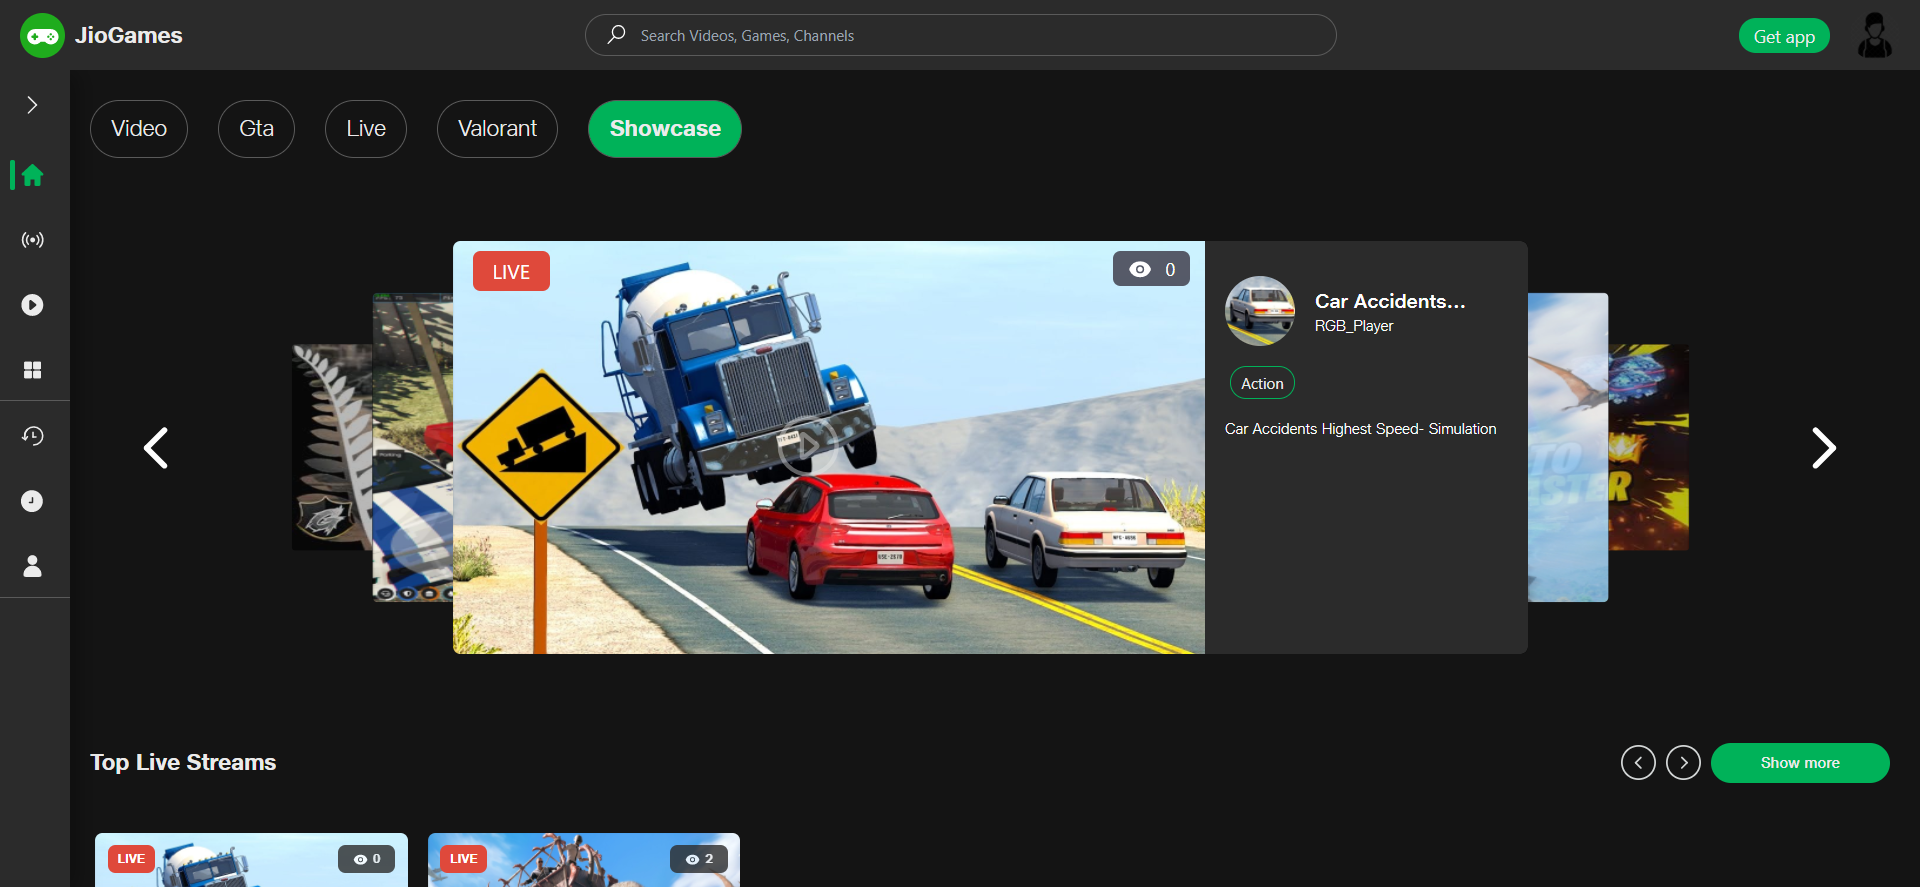 JioGames
Search Videos, Games, Channels
Get app
Video
Gta
Live
Valorant
Showcase
LIVE
0
Car Accidents...
RGB_Player
Action
Car Accidents Highest Speed- Simulation
Top Live Streams
Show more
LIVE
0
LIVE
2